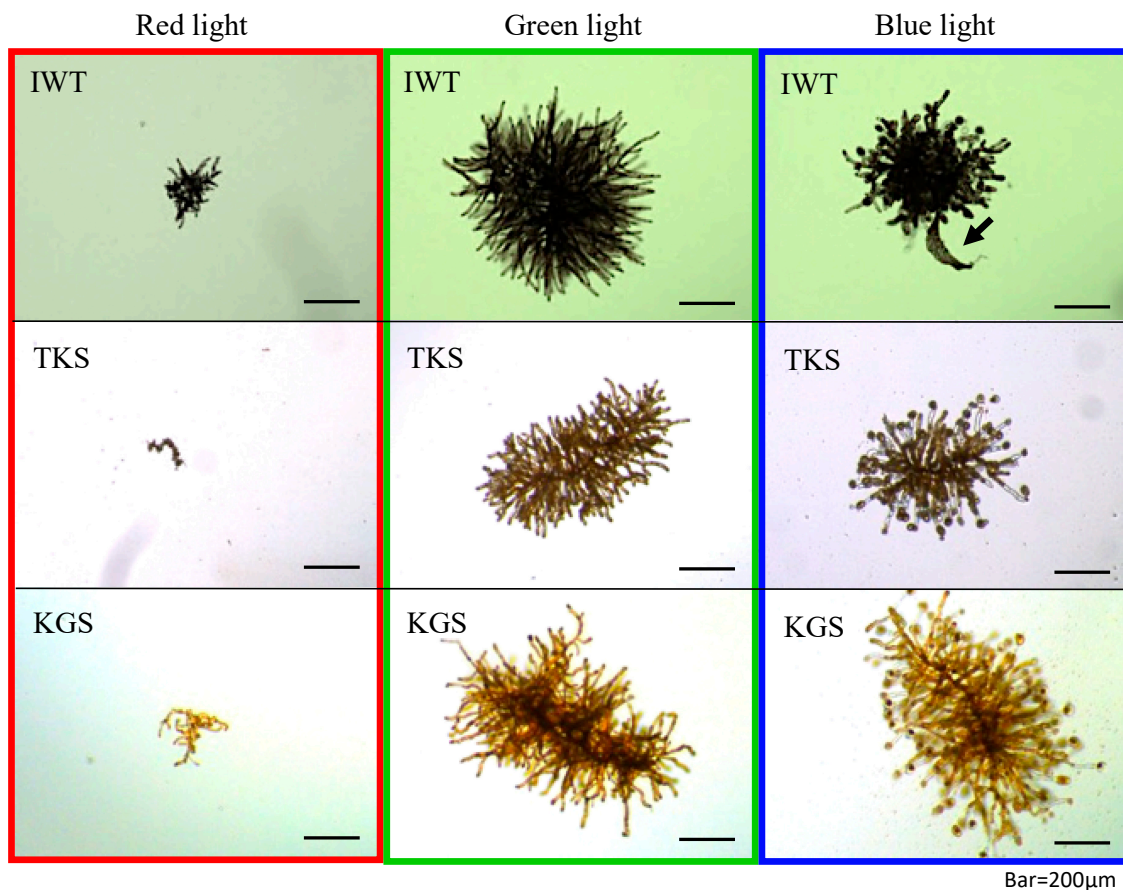 Red light
Green light
Blue light
IWT
IWT
IWT
TKS
TKS
TKS
KGS
KGS
KGS
Bar=200μm